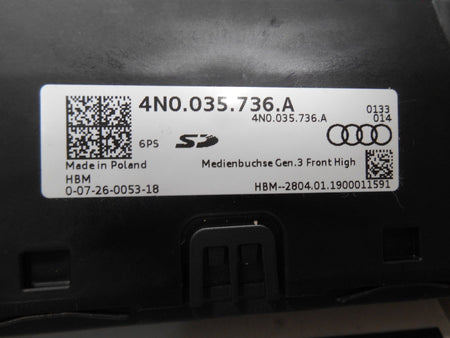 4N0.035.736.A
4N0.035.736.A
0133
014
6PS SD
Medienbuchse Gen.3 Front High
Made in Poland
HBM
0-07-26-0053-18
HBM--2804.01.1900011591